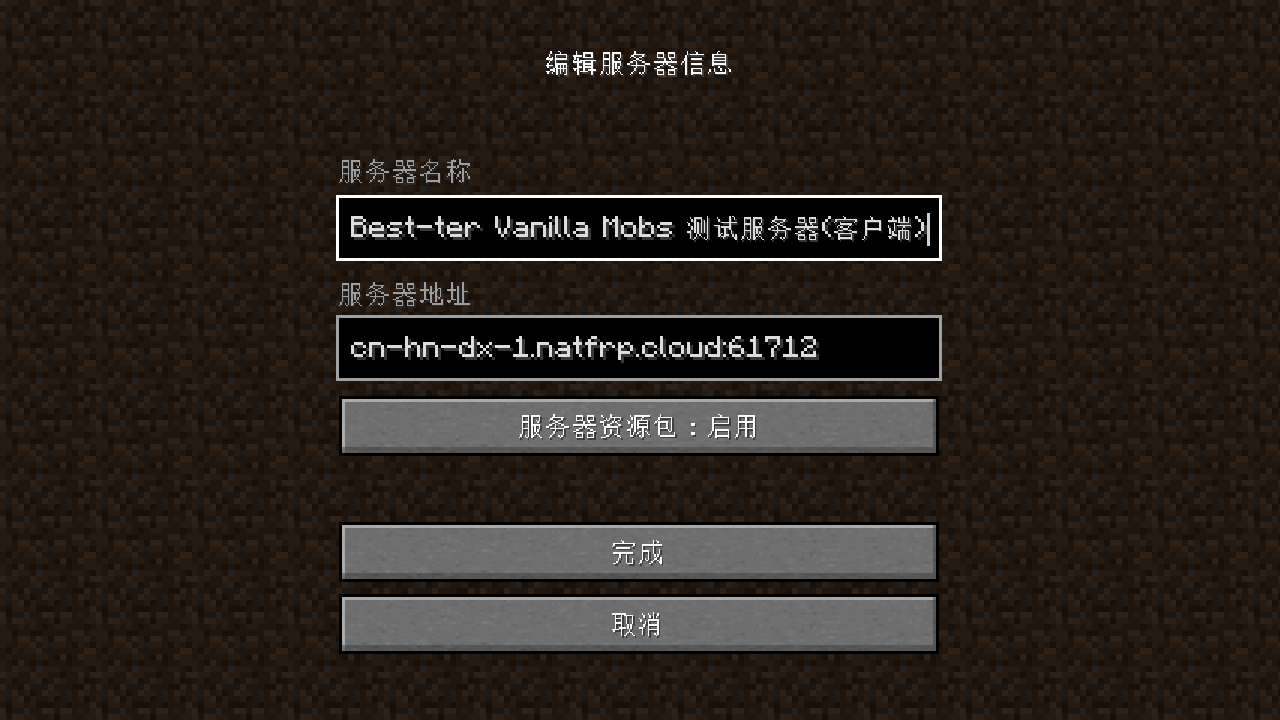 编辑服务器信息
服务器名称
Best-ter Vanilla Mobs 测试服务器(客户端)
服务器地址
cn-hn-dx-1.natfrp.cloud:61712
服务器资源包：启用
完成
取消